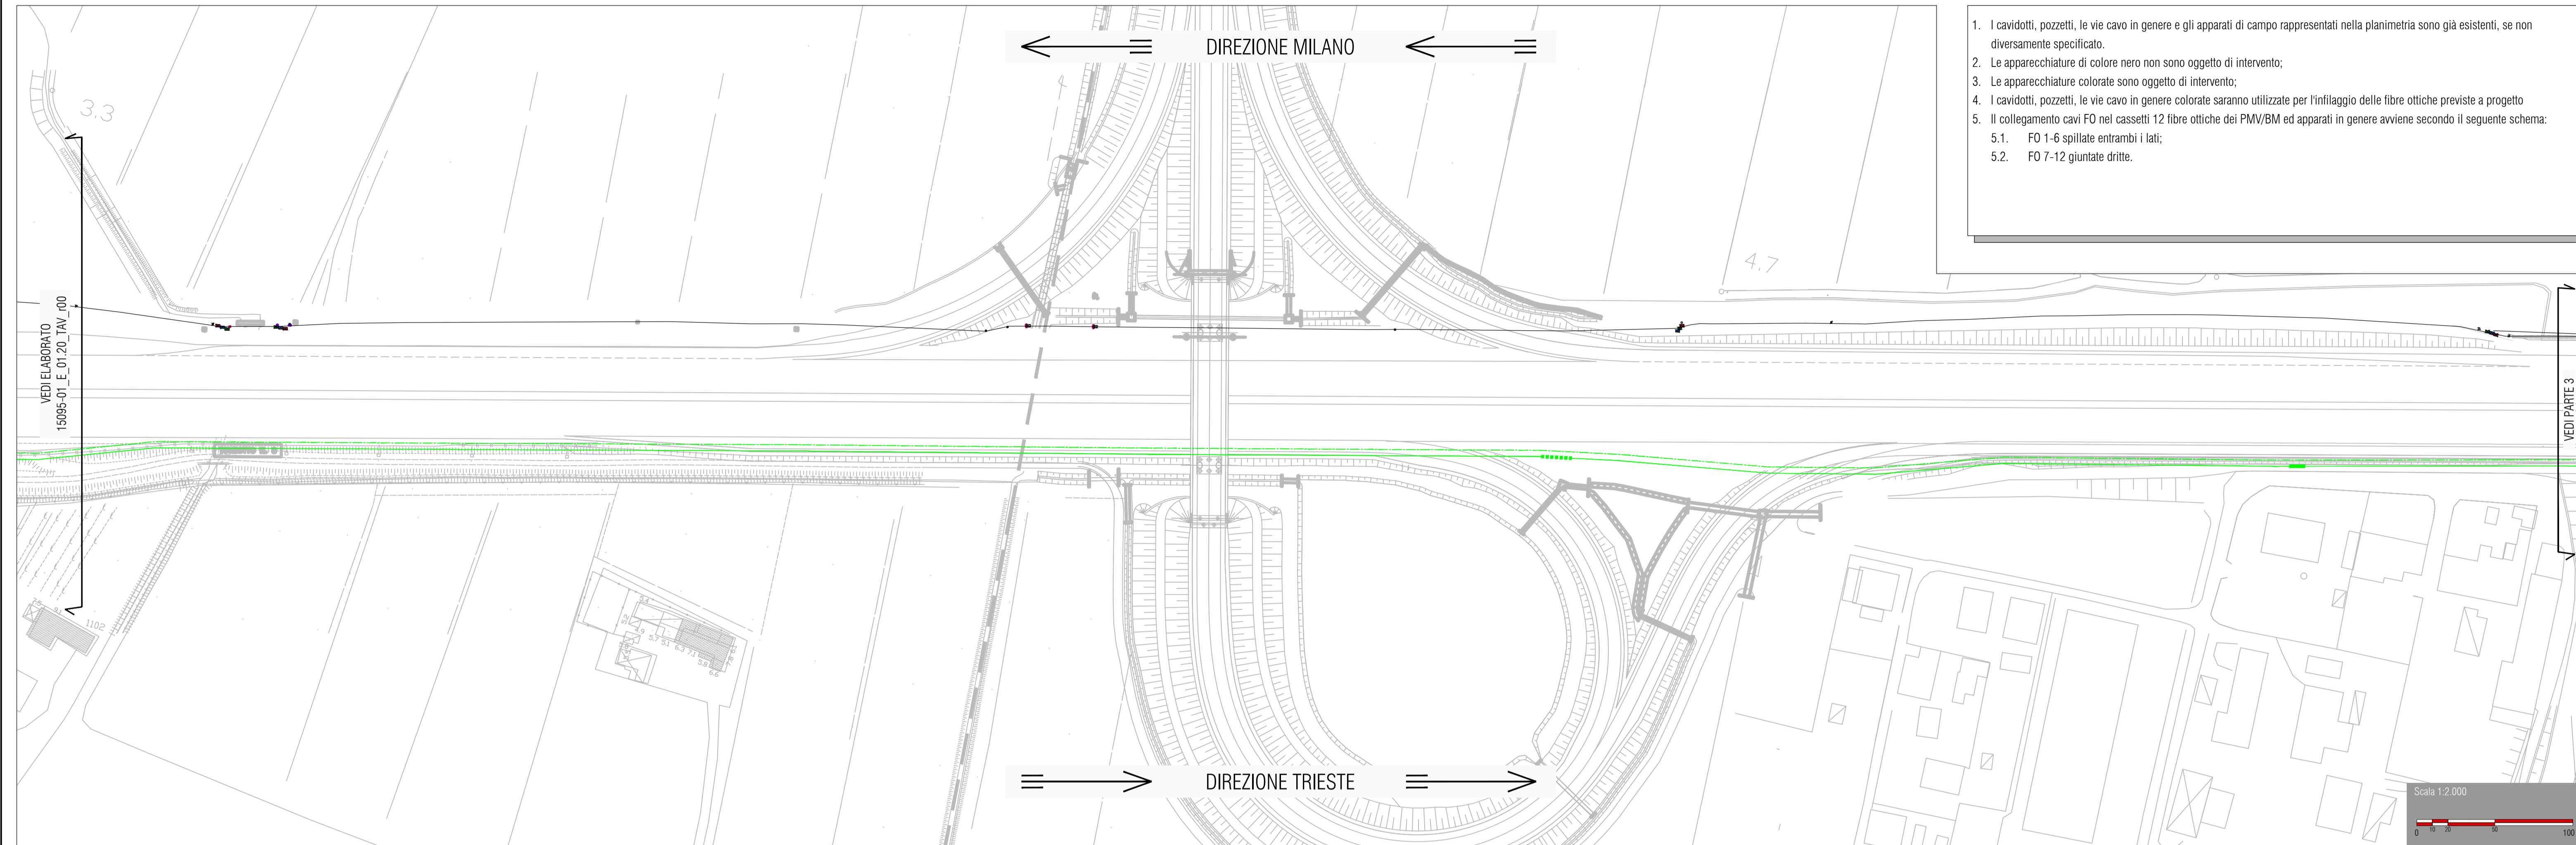 DIREZIONE MILANO
1. I cavidotti, pozzetti, le vie cavo in genere e gli apparati di campo rappresentati nella planimetria sono già esistenti, se non
diversamente specificato.
2. Le apparecchiature di colore nero non sono oggetto di intervento;
3. Le apparecchiature colorate sono oggetto di intervento;
4. I cavidotti, pozzetti, le vie cavo in genere colorate saranno utilizzate per l'infilaggio delle fibre ottiche previste a progetto
5. Il collegamento cavi FO nel cassetti 12 fibre ottiche dei PMV/BM ed apparati in genere avviene secondo il seguente schema:
5.1. FO 1-6 spillate entrambi i lati;
5.2. FO 7-12 giuntate dritte.
3.3
4.7
VEDI ELABORATO
15095-01_E_01.20_TAV_r00
VEDI PARTE 3
1102
DIREZIONE TRIESTE
Scala 1:2.000
0 10 20 50 100